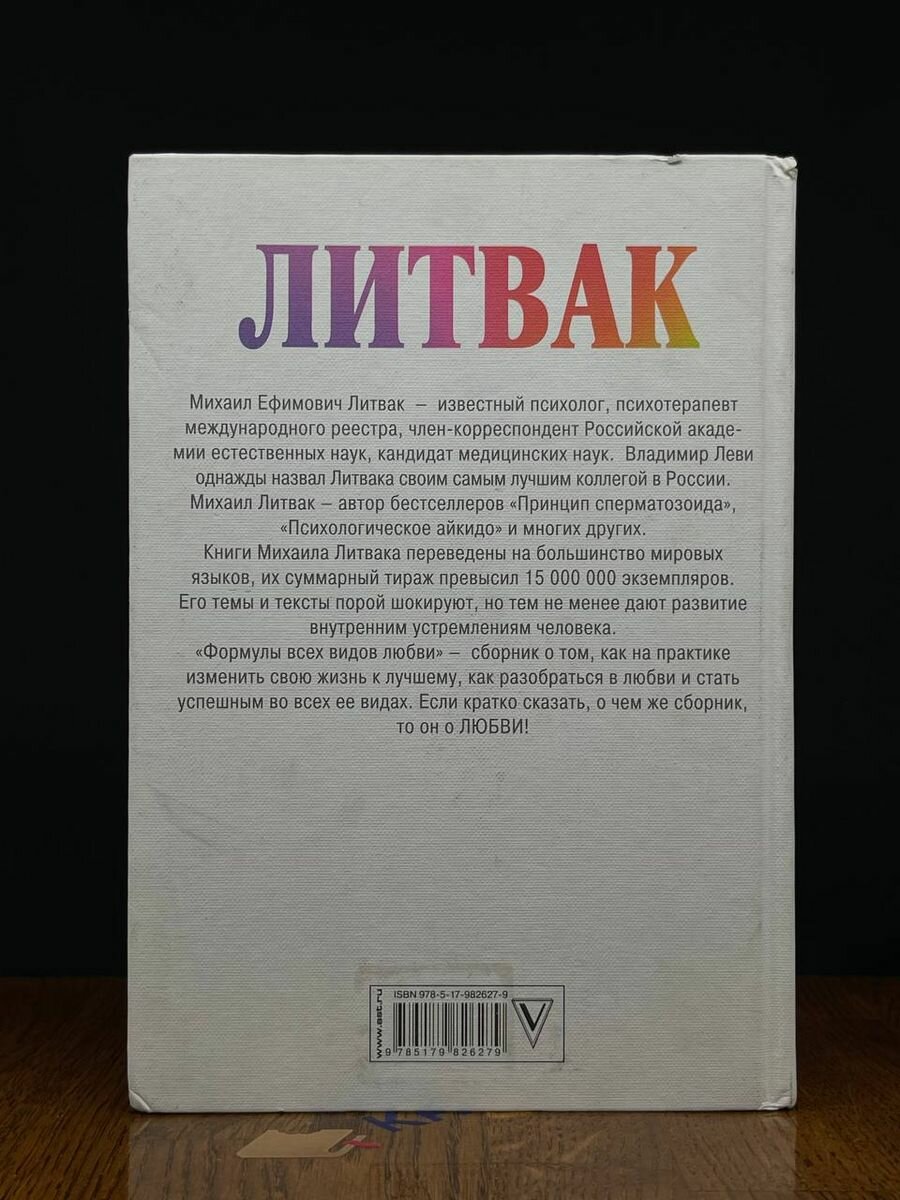 ЛИТВАК
Михаил Ефимович Литвак – известный психолог, психотерапевт
международного реестра, член-корреспондент Российской акаде-
мии естественных наук, кандидат медицинских наук. Владимир Леви
однажды назвал Литвака своим самым лучшим коллегой в России.
Михаил Литвак – автор бестселлеров «Принцип сперматозоида»,
«Психологическое айкидо» и многих других.
Книги Михаила Литвака переведены на большинство мировых
языков, их суммарный тираж превысил 15 000 000 экземпляров.
Его темы и тексты порой шокируют, но тем не менее дают развитие
внутренним устремлениям человека.
«Формулы всех видов любви» – сборник о том, как на практике
изменить свою жизнь к лучшему, как разобраться в любви и стать
успешным во всех ее видах. Если кратко сказать, о чем же сборник,
то он о ЛЮБВИ!
www.ast.ru
ISBN 978-5-17-982627-9
9 785179 826279